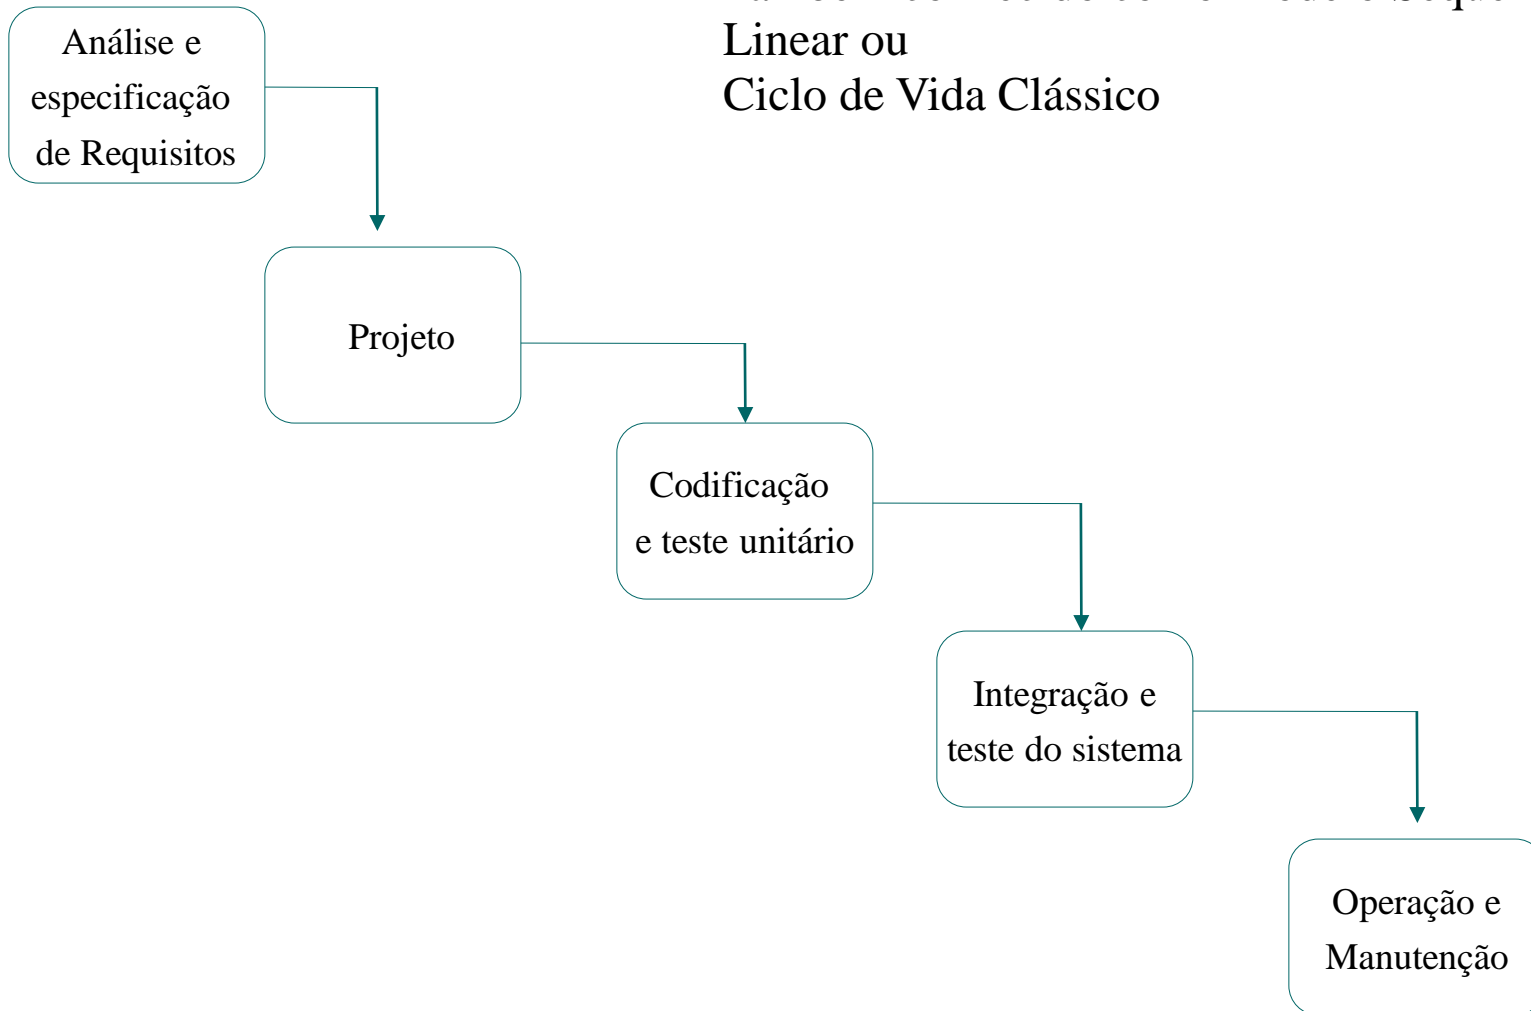 Linear ou
Ciclo de Vida Clássico
Análise e
especificação
de Requisitos
Projeto
Codificação
e teste unitário
Integração e
teste do sistema
Operação e
Manutenção